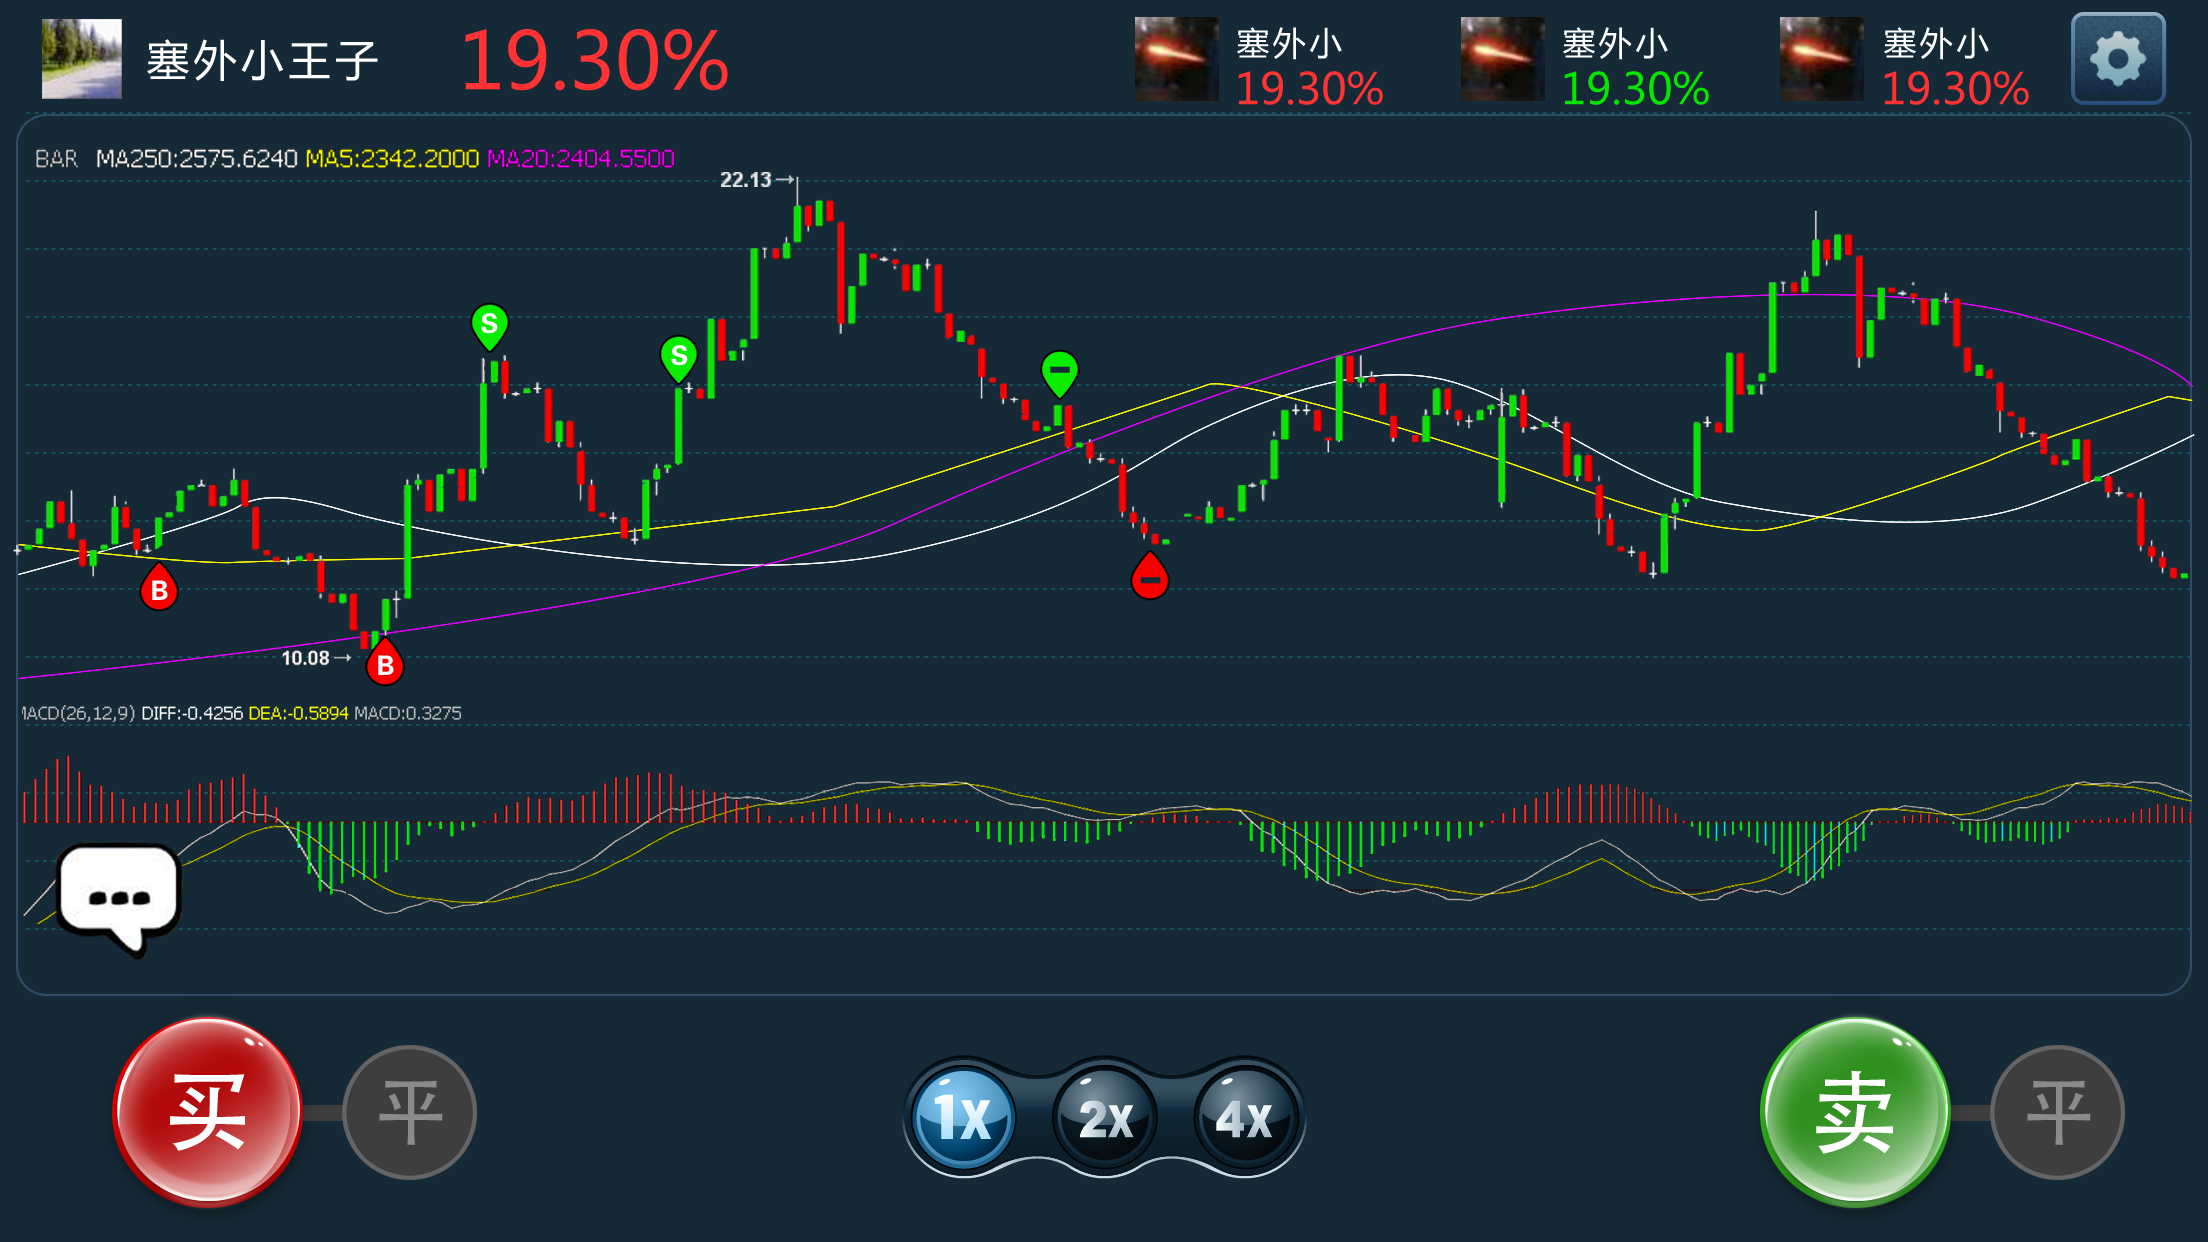 塞外小王子 19.30%
塞外小 19.30%
塞外小 19.30%
塞外小 19.30%
BAR MA250:2575.6240 MA5:2342.2000 MA20:2404.5500
22.13→
S
S
B
10.08→
B
MACD(26,12,9) DIFF:-0.4256 DEA:-0.5894 MACD:0.3275
...
买 平 1X 2X 4X 卖 平